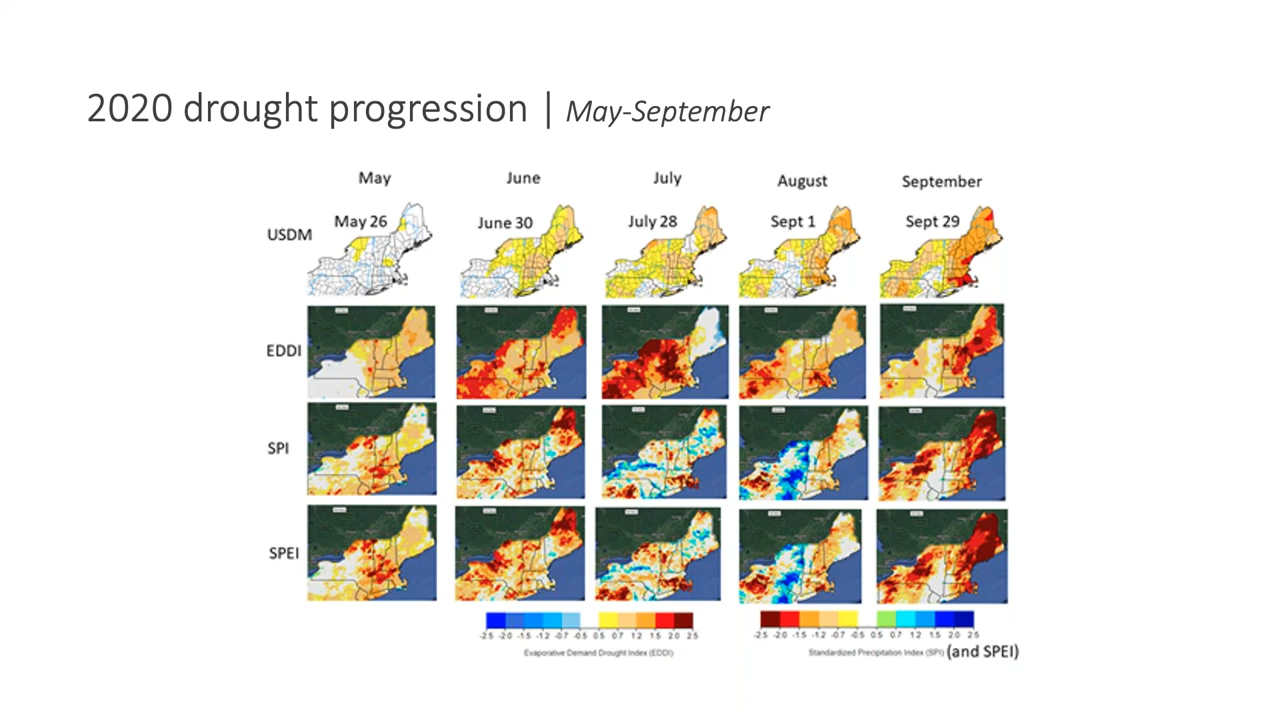 2020 drought progression | May-September
May June July August September
May 26 June 30 July 28 Sept 1 Sept 29
USDM
EDDI
SPI
SPEI
-2.5 -2.0 -1.5 -1.2 -0.7 -0.5 0.5 0.7 1.2 1.5 2.0 2.5
Evaporative Demand Drought Index (EDDI)
-2.5 -2.0 -1.5 -1.2 -0.7 -0.5 0.5 0.7 1.2 1.5 2.0 2.5
Standardized Precipitation Index (SPI) (and SPEI)